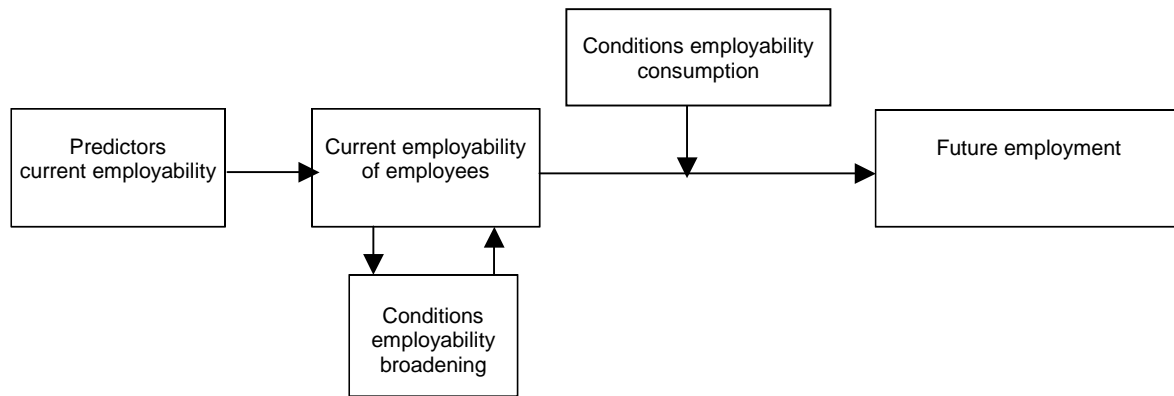 Conditions employability
consumption
Predictors
current employability
Current employability
of employees
Future employment
Conditions
employability
broadening